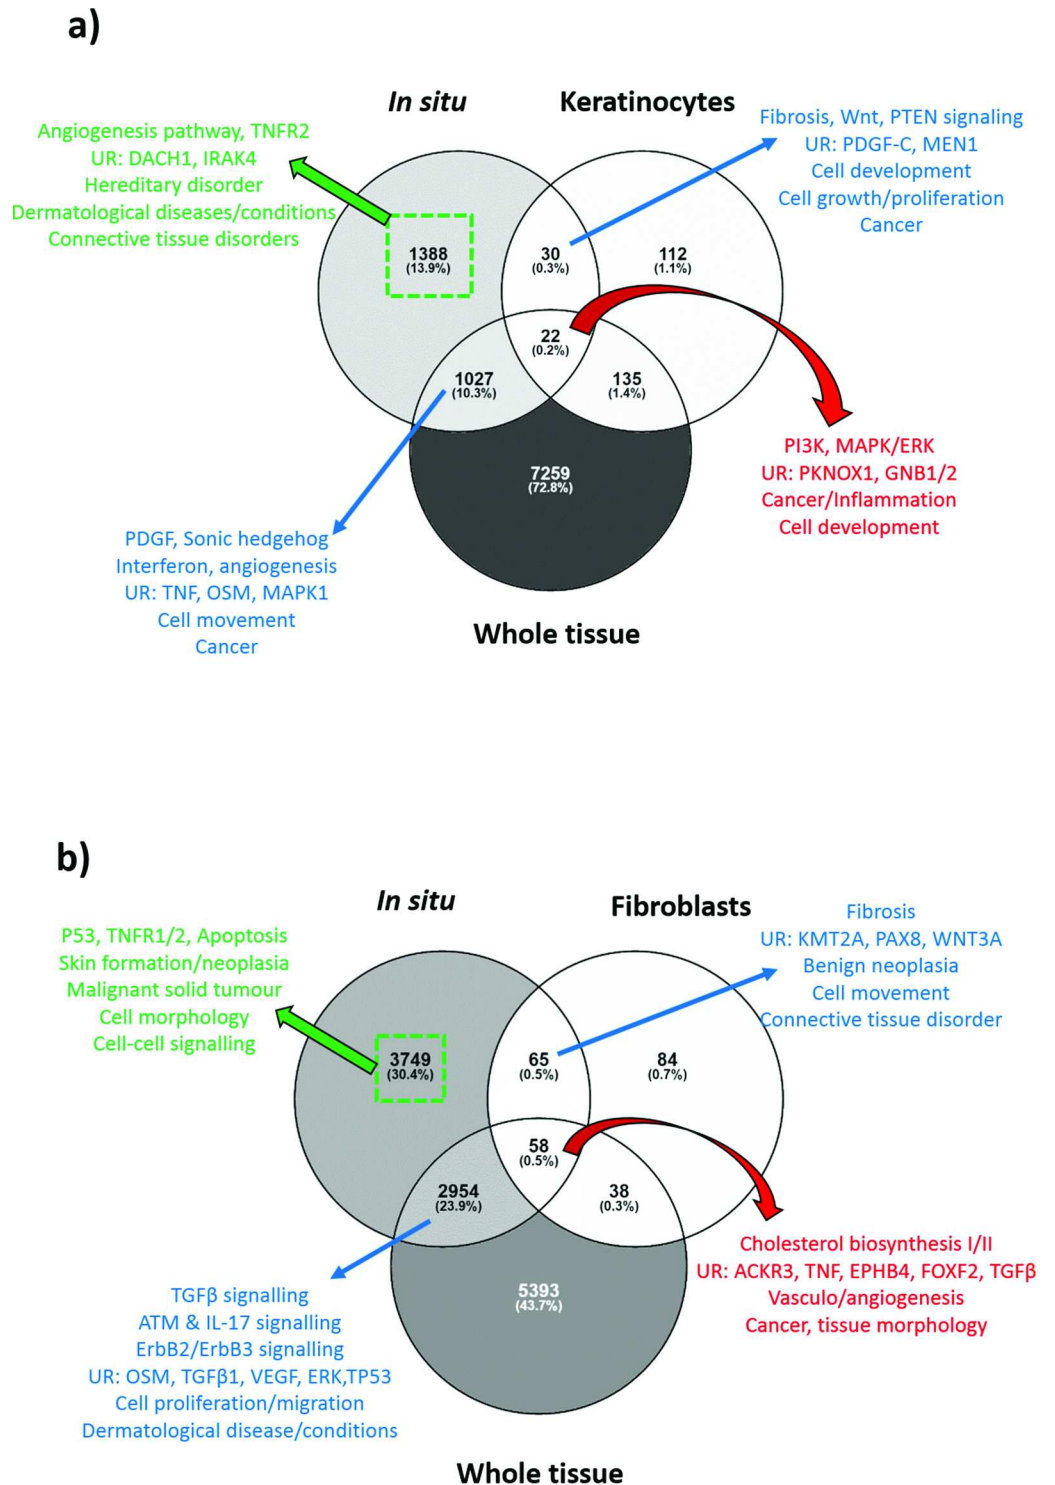 a)
In situ
Keratinocytes
Angiogenesis pathway, TNFR2
UR: DACH1, IRAK4
Hereditary disorder
Dermatological diseases/conditions
Connective tissue disorders
Fibrosis, Wnt, PTEN signaling
UR: PDGF-C, MEN1
Cell development
Cell growth/proliferation
Cancer
1388
(13.9%)
30
(0.3%)
112
(1.1%)
22
(0.2%)
1027
(10.3%)
135
(1.4%)
7259
(72.8%)
PI3K, MAPK/ERK
UR: PKNOX1, GNB1/2
Cancer/Inflammation
Cell development
PDGF, Sonic hedgehog
Interferon, angiogenesis
UR: TNF, OSM, MAPK1
Cell movement
Cancer
Whole tissue
b)
In situ
Fibroblasts
P53, TNFR1/2, Apoptosis
Skin formation/neoplasia
Malignant solid tumour
Cell morphology
Cell-cell signalling
Fibrosis
UR: KMT2A, PAX8, WNT3A
Benign neoplasia
Cell movement
Connective tissue disorder
3749
(30.4%)
65
(0.5%)
84
(0.7%)
58
(0.5%)
2954
(23.9%)
38
(0.3%)
5393
(43.7%)
Cholesterol biosynthesis I/II
UR: ACKR3, TNF, EPHB4, FOXF2, TGFβ
Vasculo/angiogenesis
Cancer, tissue morphology
TGFβ signalling
ATM & IL-17 signalling
ErbB2/ErbB3 signalling
UR: OSM, TGFβ1, VEGF, ERK,TP53
Cell proliferation/migration
Dermatological disease/conditions
Whole tissue